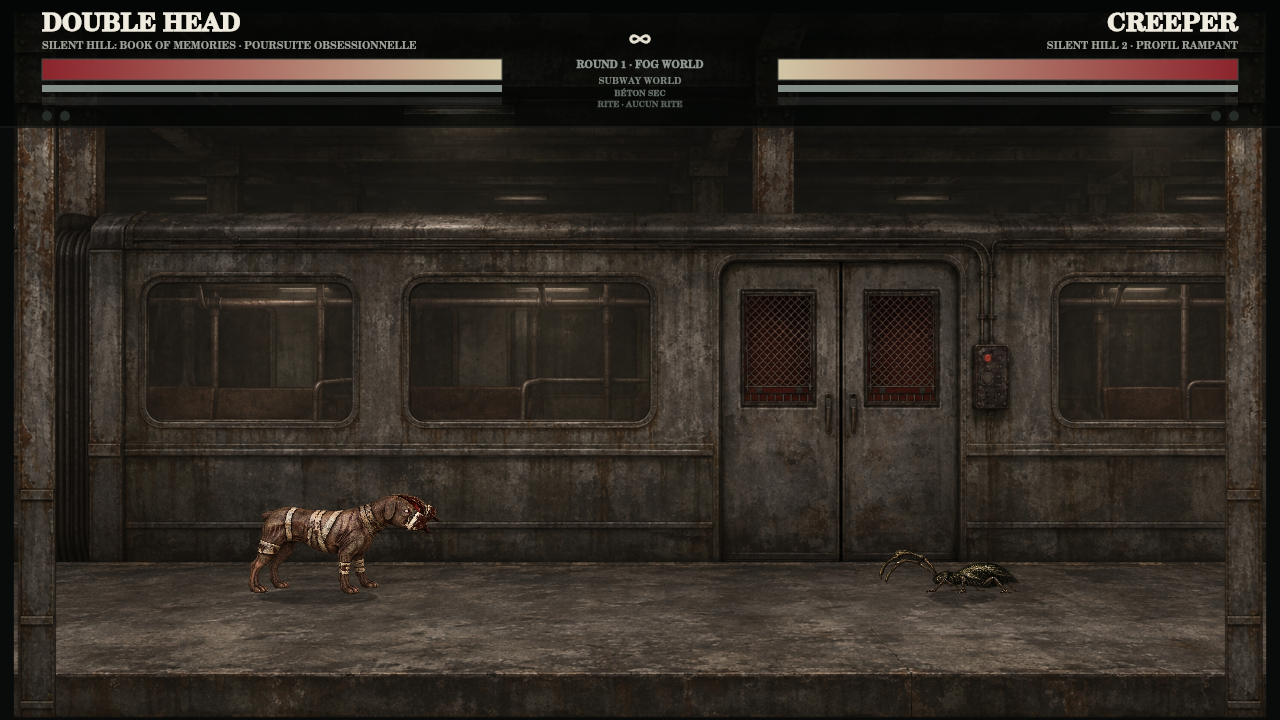 DOUBLE HEAD
SILENT HILL: BOOK OF MEMORIES · POURSUITE OBSESSIONNELLE
∞
ROUND 1 · FOG WORLD
SUBWAY WORLD
BÉTON SEC
RITE · AUCUN RITE
CREEPER
SILENT HILL 2 · PROFIL RAMPANT